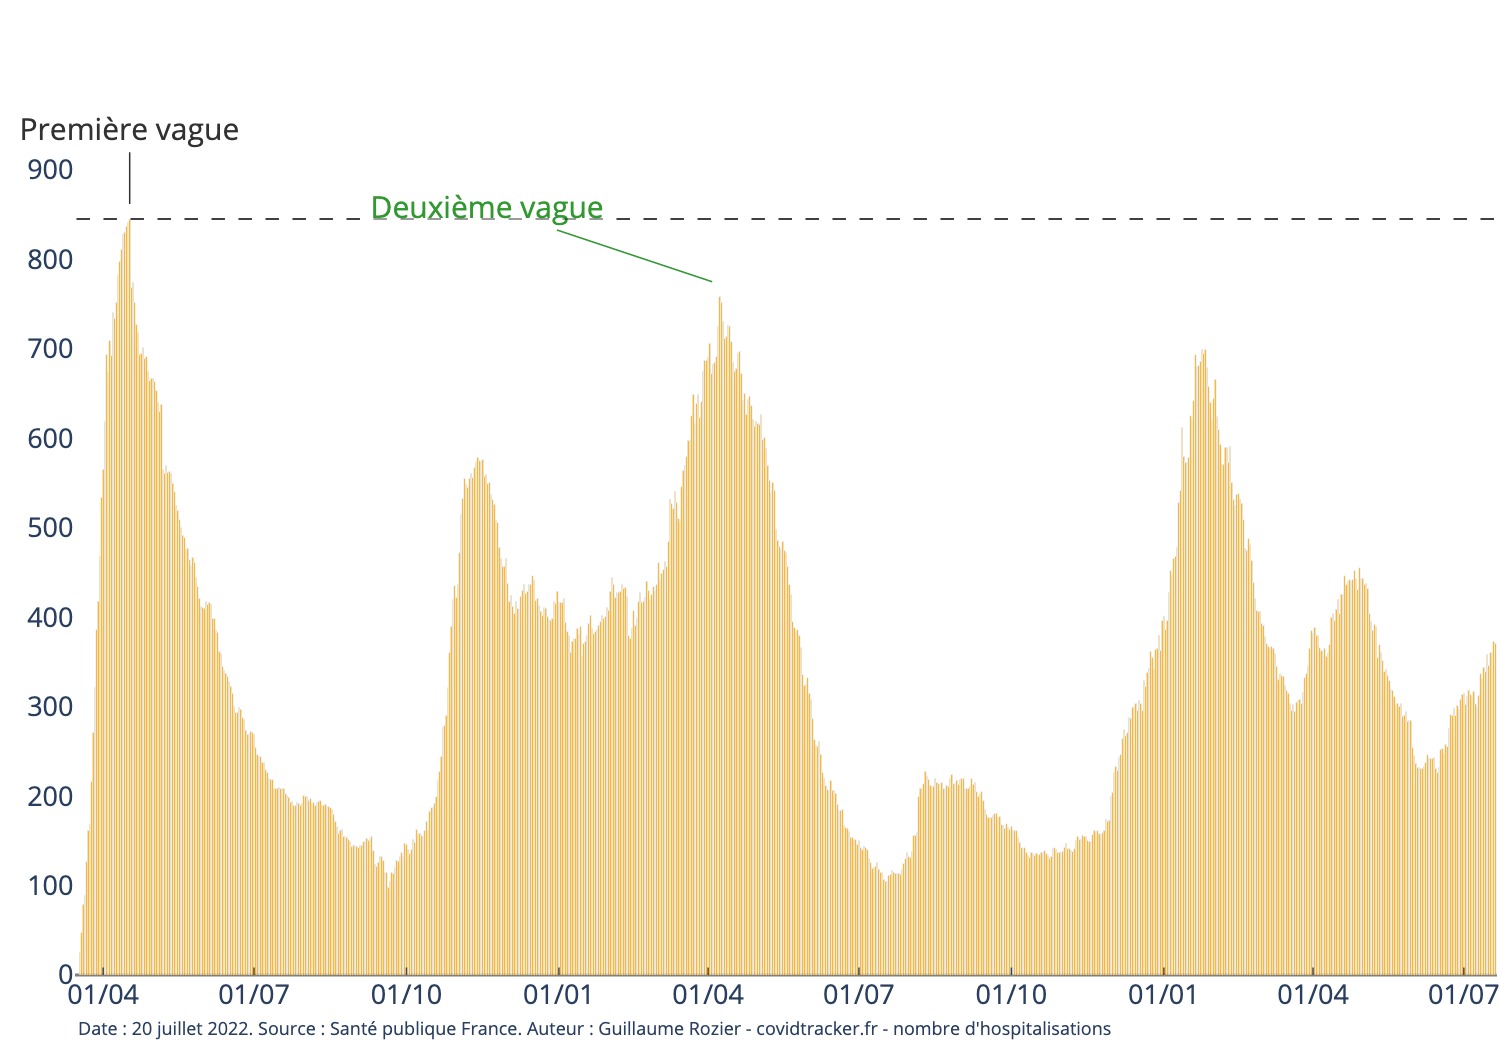 Première vague
900
Deuxième vague
800
700
600
500
400
300
200
100
0
01/04 01/07 01/10 01/01 01/04 01/07 01/10 01/01 01/04 01/07
Date : 20 juillet 2022. Source : Santé publique France. Auteur : Guillaume Rozier - covidtracker.fr - nombre d'hospitalisations